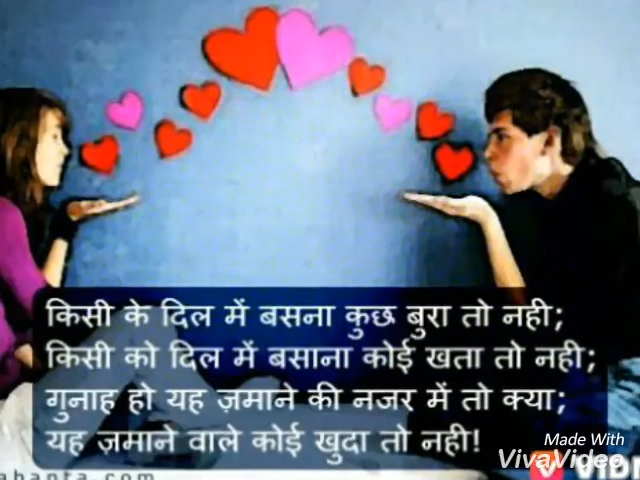 किसी के दिल में बसना कुछ बुरा तो नही;
किसी को दिल में बसाना कोई खता तो नही;
गुनाह हो यह ज़माने की नजर में तो क्या;
यह ज़माने वाले कोई खुदा तो नही!
Made With
VivaVideo